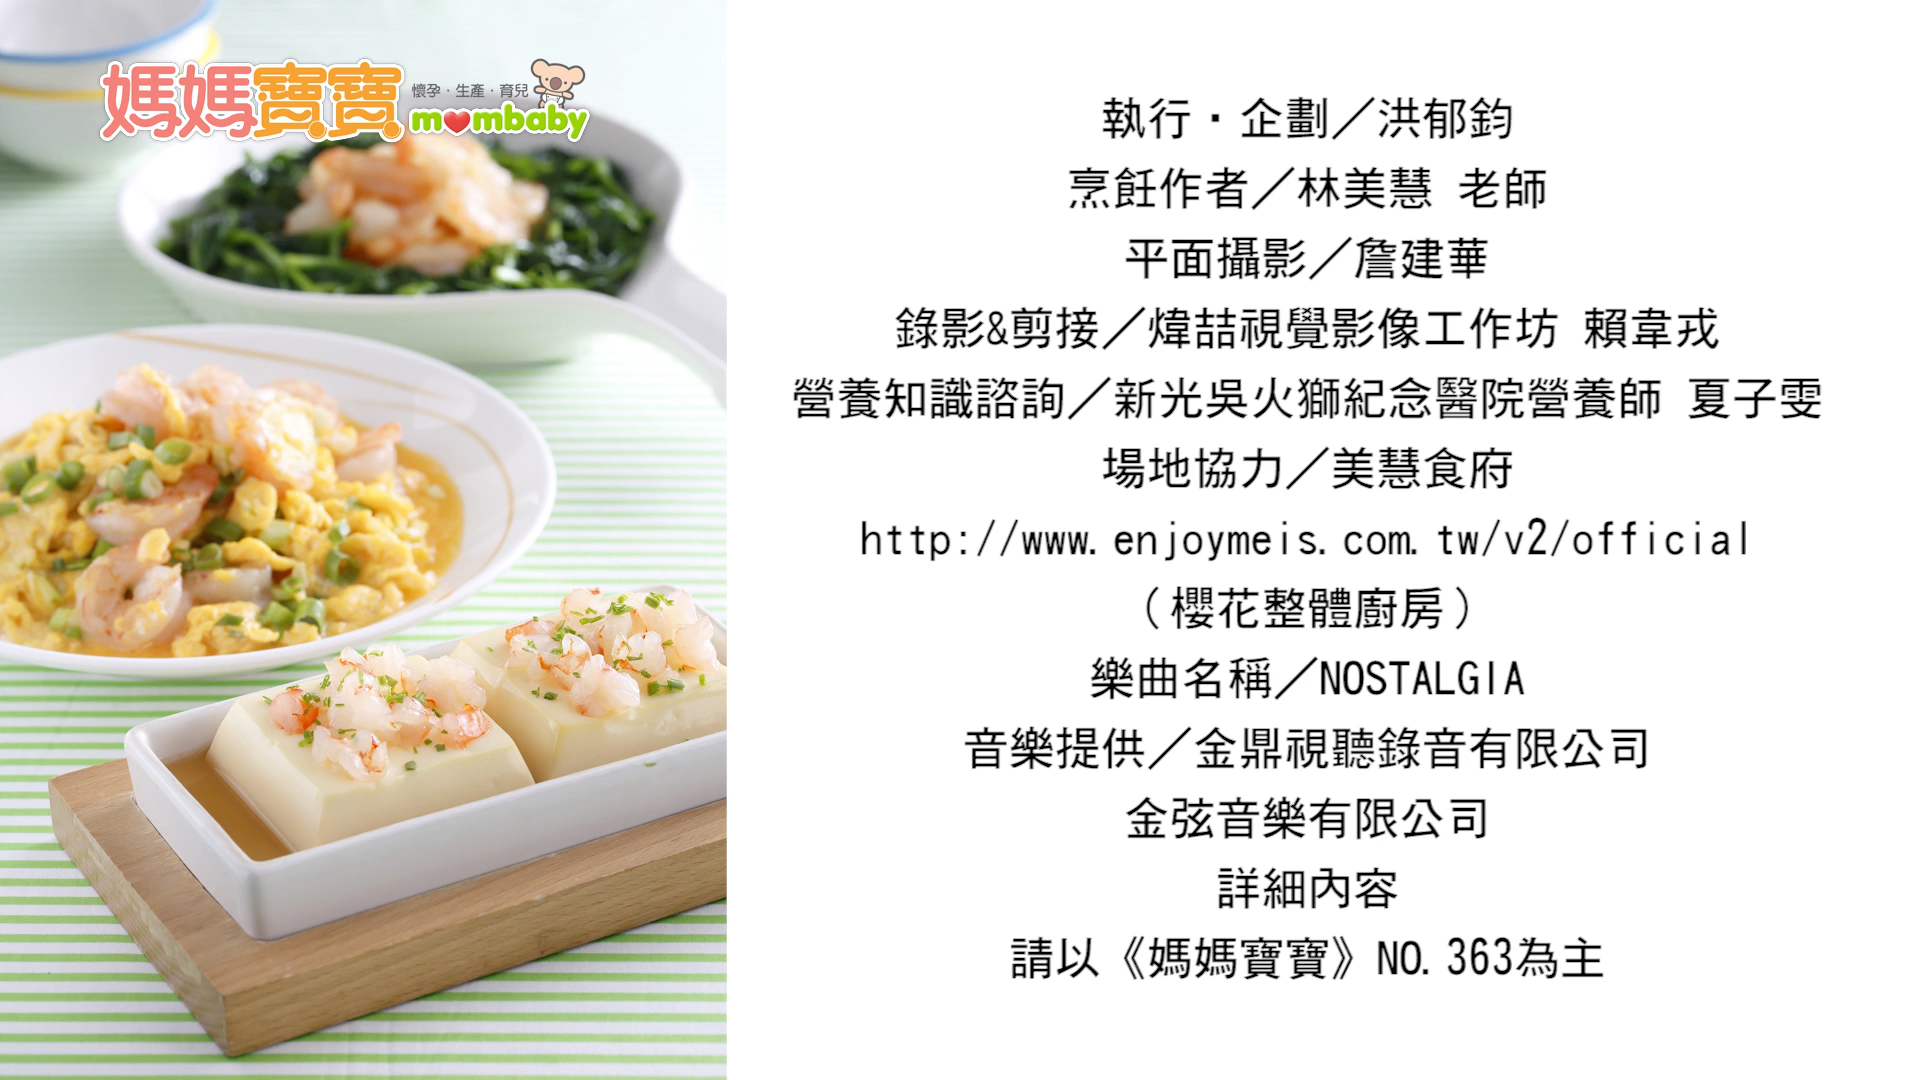 媽媽寶寶
懷孕·生產·育兒
mombaby
執行·企劃／洪郁鈞
烹飪作者／林美慧 老師
平面攝影／詹建華
錄影&剪接／煒喆視覺影像工作坊 賴韋戎
營養知識諮詢／新光吳火獅紀念醫院營養師 夏子雯
場地協力／美慧食府
http://www.enjoymeis.com.tw/v2/official
（櫻花整體廚房）
樂曲名稱／NOSTALGIA
音樂提供／金鼎視聽錄音有限公司
金弦音樂有限公司
詳細內容
請以《媽媽寶寶》NO.363為主